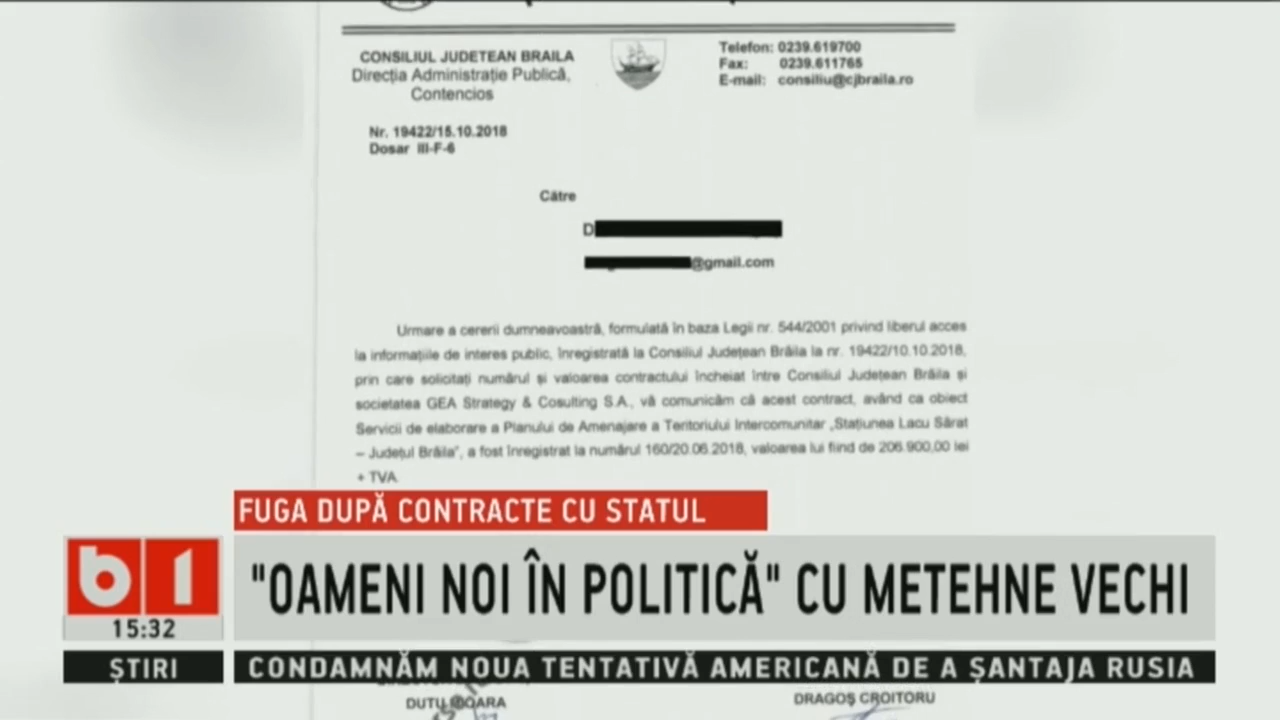 CONSILIUL JUDETEAN BRAILA
Direcția Administrație Publică,
Contencios
Telefon: 0239.619700
Fax: 0239.611765
E-mail: consiliu@cjbraila.ro
Nr. 19422/15.10.2018
Dosar III-F-6
Către
D
@gmail.com
Urmare a cererii dumneavoastră, formulată în baza Legii nr. 544/2001 privind liberul acces
la informațiile de interes public, înregistrată la Consiliul Județean Brăila la nr. 19422/10.10.2018,
prin care solicitați numărul și valoarea contractului încheiat între Consiliul Județean Brăila și
societatea GEA Strategy & Cosulting S.A., vă comunicăm că acest contract, având ca obiect
Servicii de elaborare a Planului de Amenajare a Teritoriului Intercomunitar „Stațiunea Lacu Sărat
– Județul Brăila", a fost înregistrat la numărul 160/20.06.2018, valoarea lui fiind de 206.900,00 lei
+ TVA
FUGA DUPĂ CONTRACTE CU STATUL
b1
"OAMENI NOI ÎN POLITICĂ" CU METEHNE VECHI
15:32
ȘTIRI
CONDAMNĂM NOUA TENTATIVĂ AMERICANĂ DE A ȘANTAJA RUSIA
DUTU
DRAGOȘ CROITORU